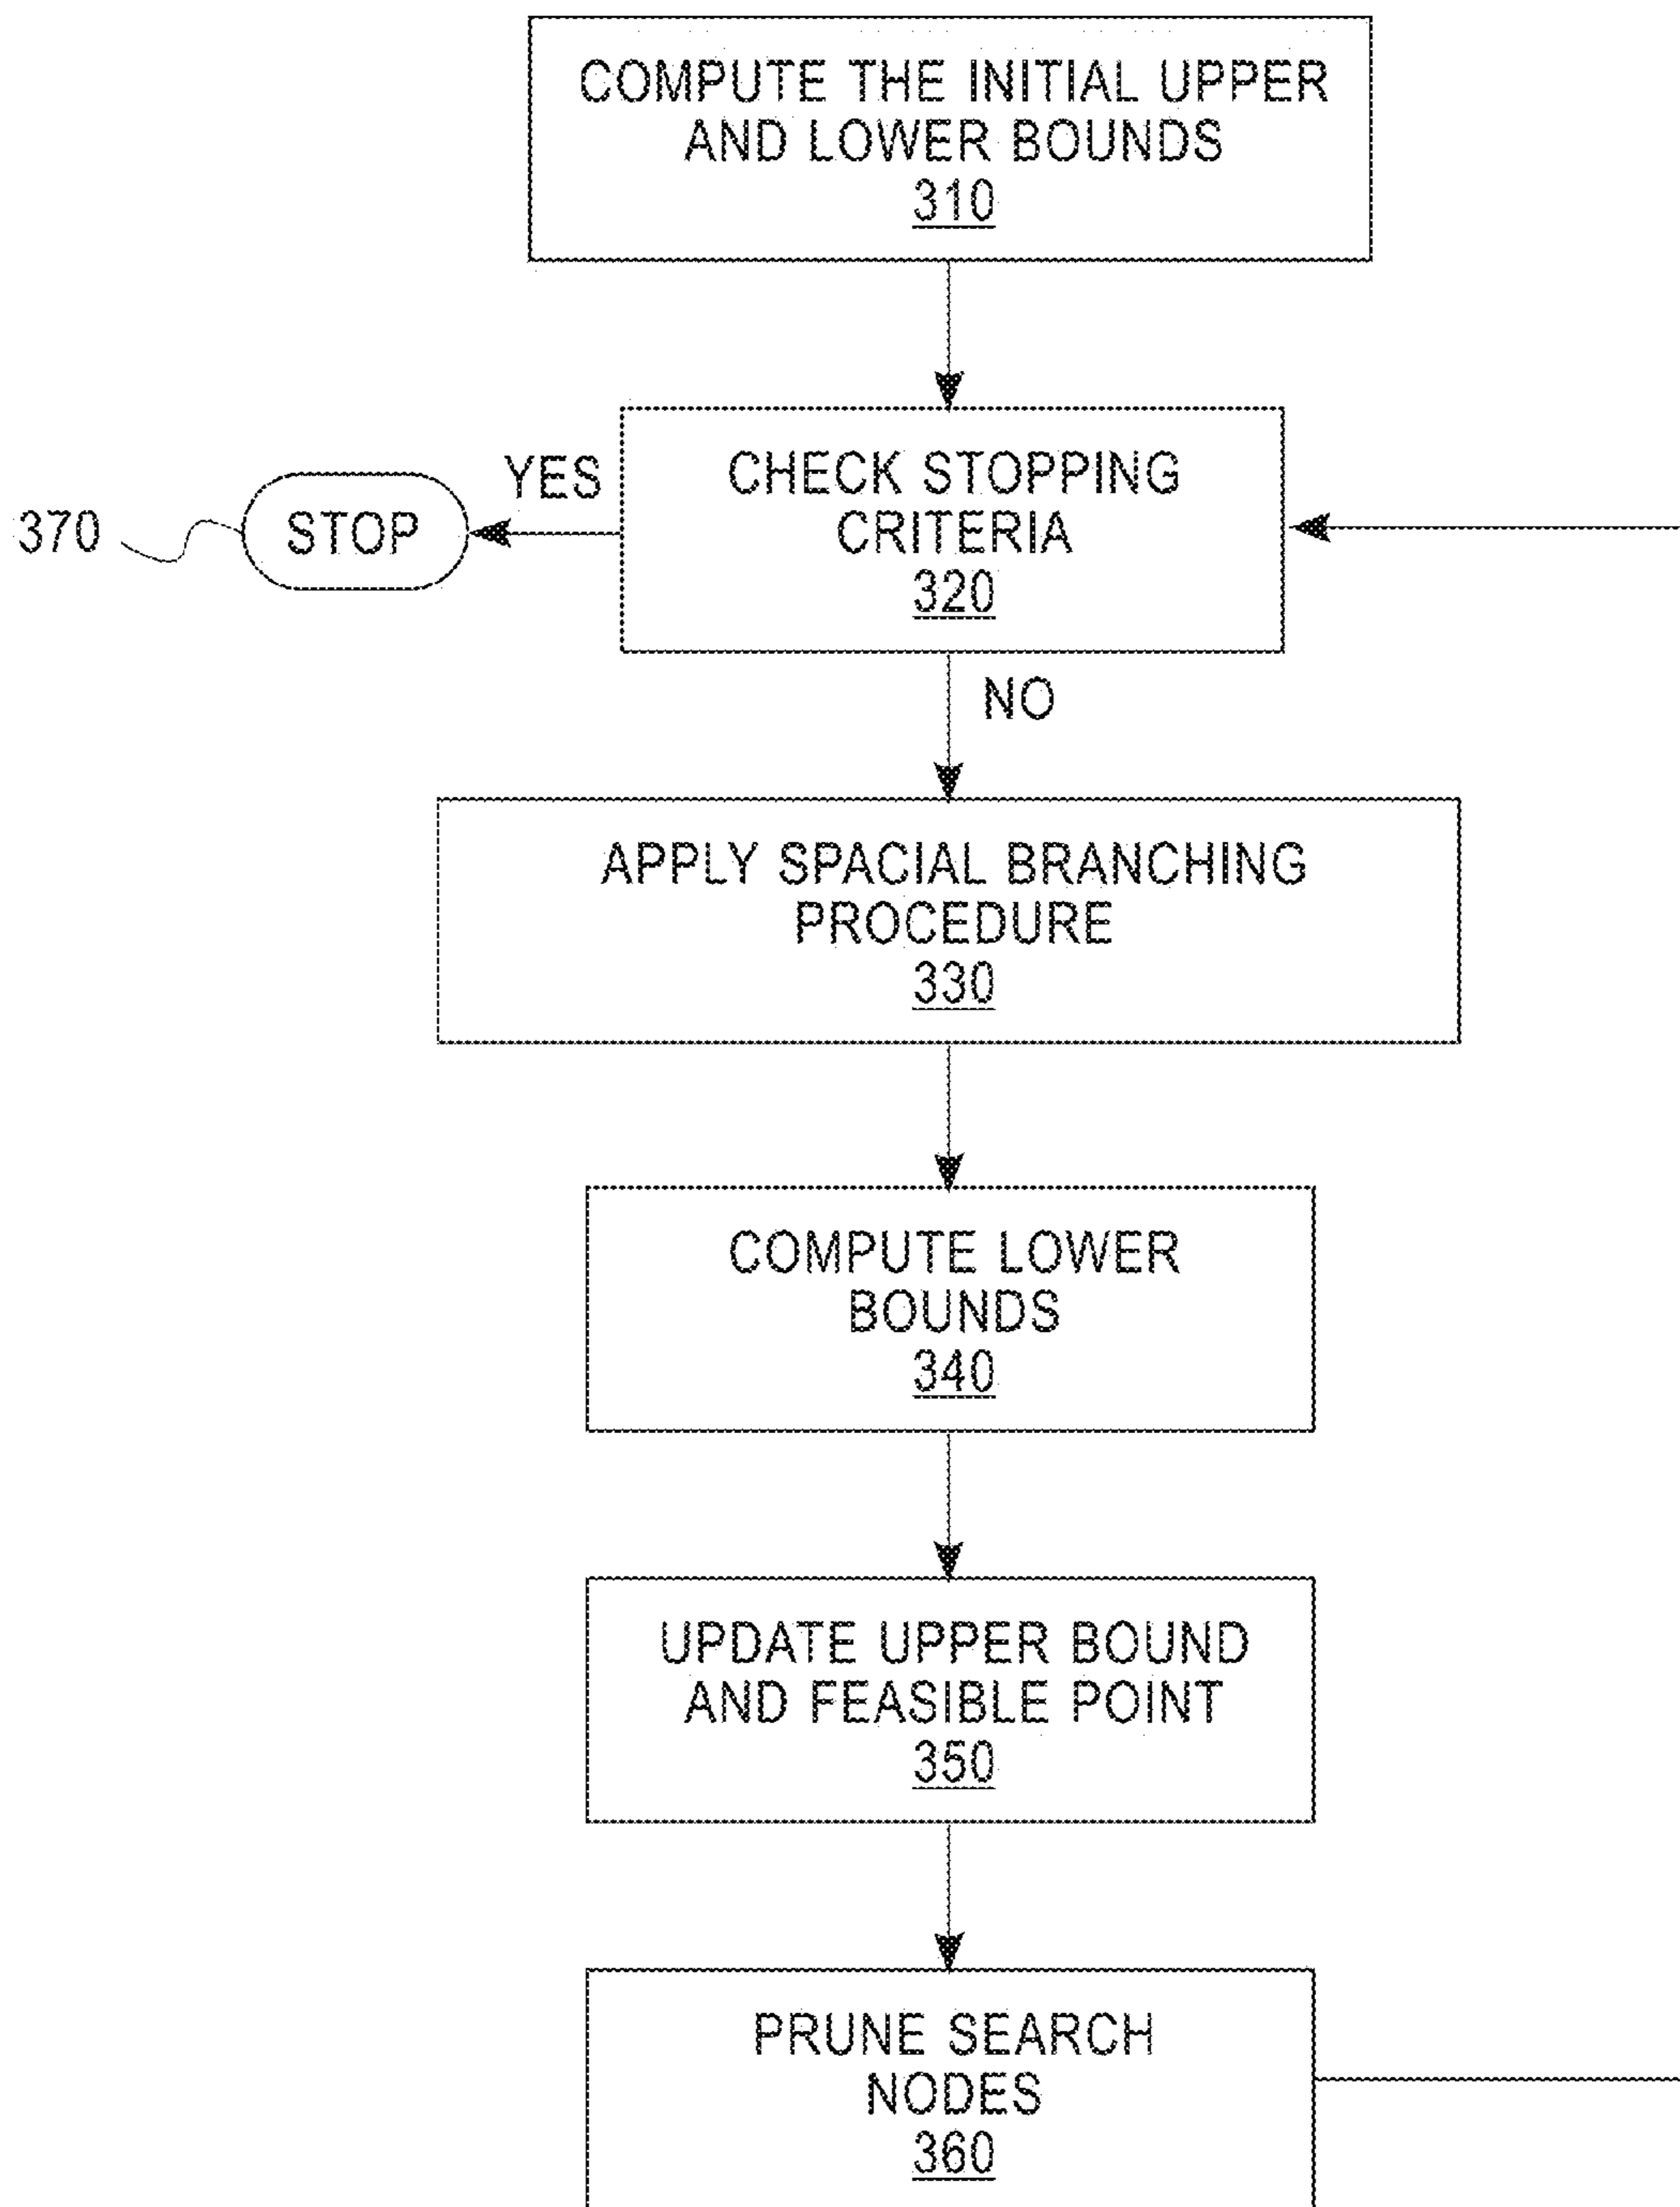 COMPUTE THE INITIAL UPPER
AND LOWER BOUNDS
310
CHECK STOPPING
CRITERIA
320
YES
STOP
370
NO
APPLY SPACIAL BRANCHING
PROCEDURE
330
COMPUTE LOWER
BOUNDS
340
UPDATE UPPER BOUND
AND FEASIBLE POINT
350
PRUNE SEARCH
NODES
360